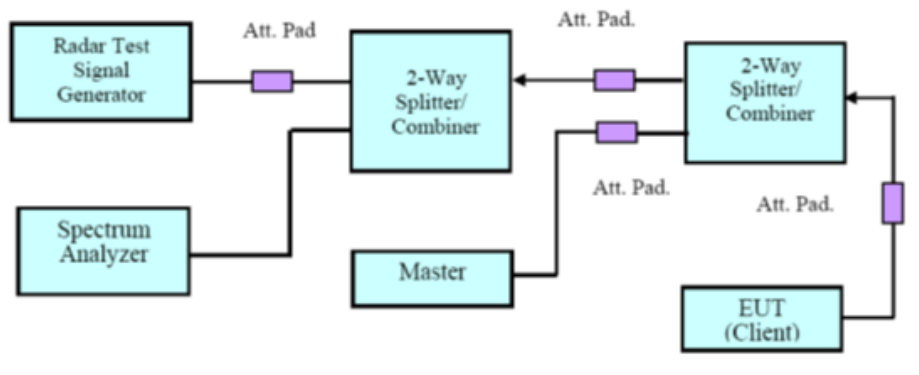 Radar Test
Signal
Generator
Att. Pad
2-Way
Splitter/
Combiner
Att. Pad.
2-Way
Splitter/
Combiner
Att. Pad.
Att. Pad.
Spectrum
Analyzer
Master
EUT
(Client)